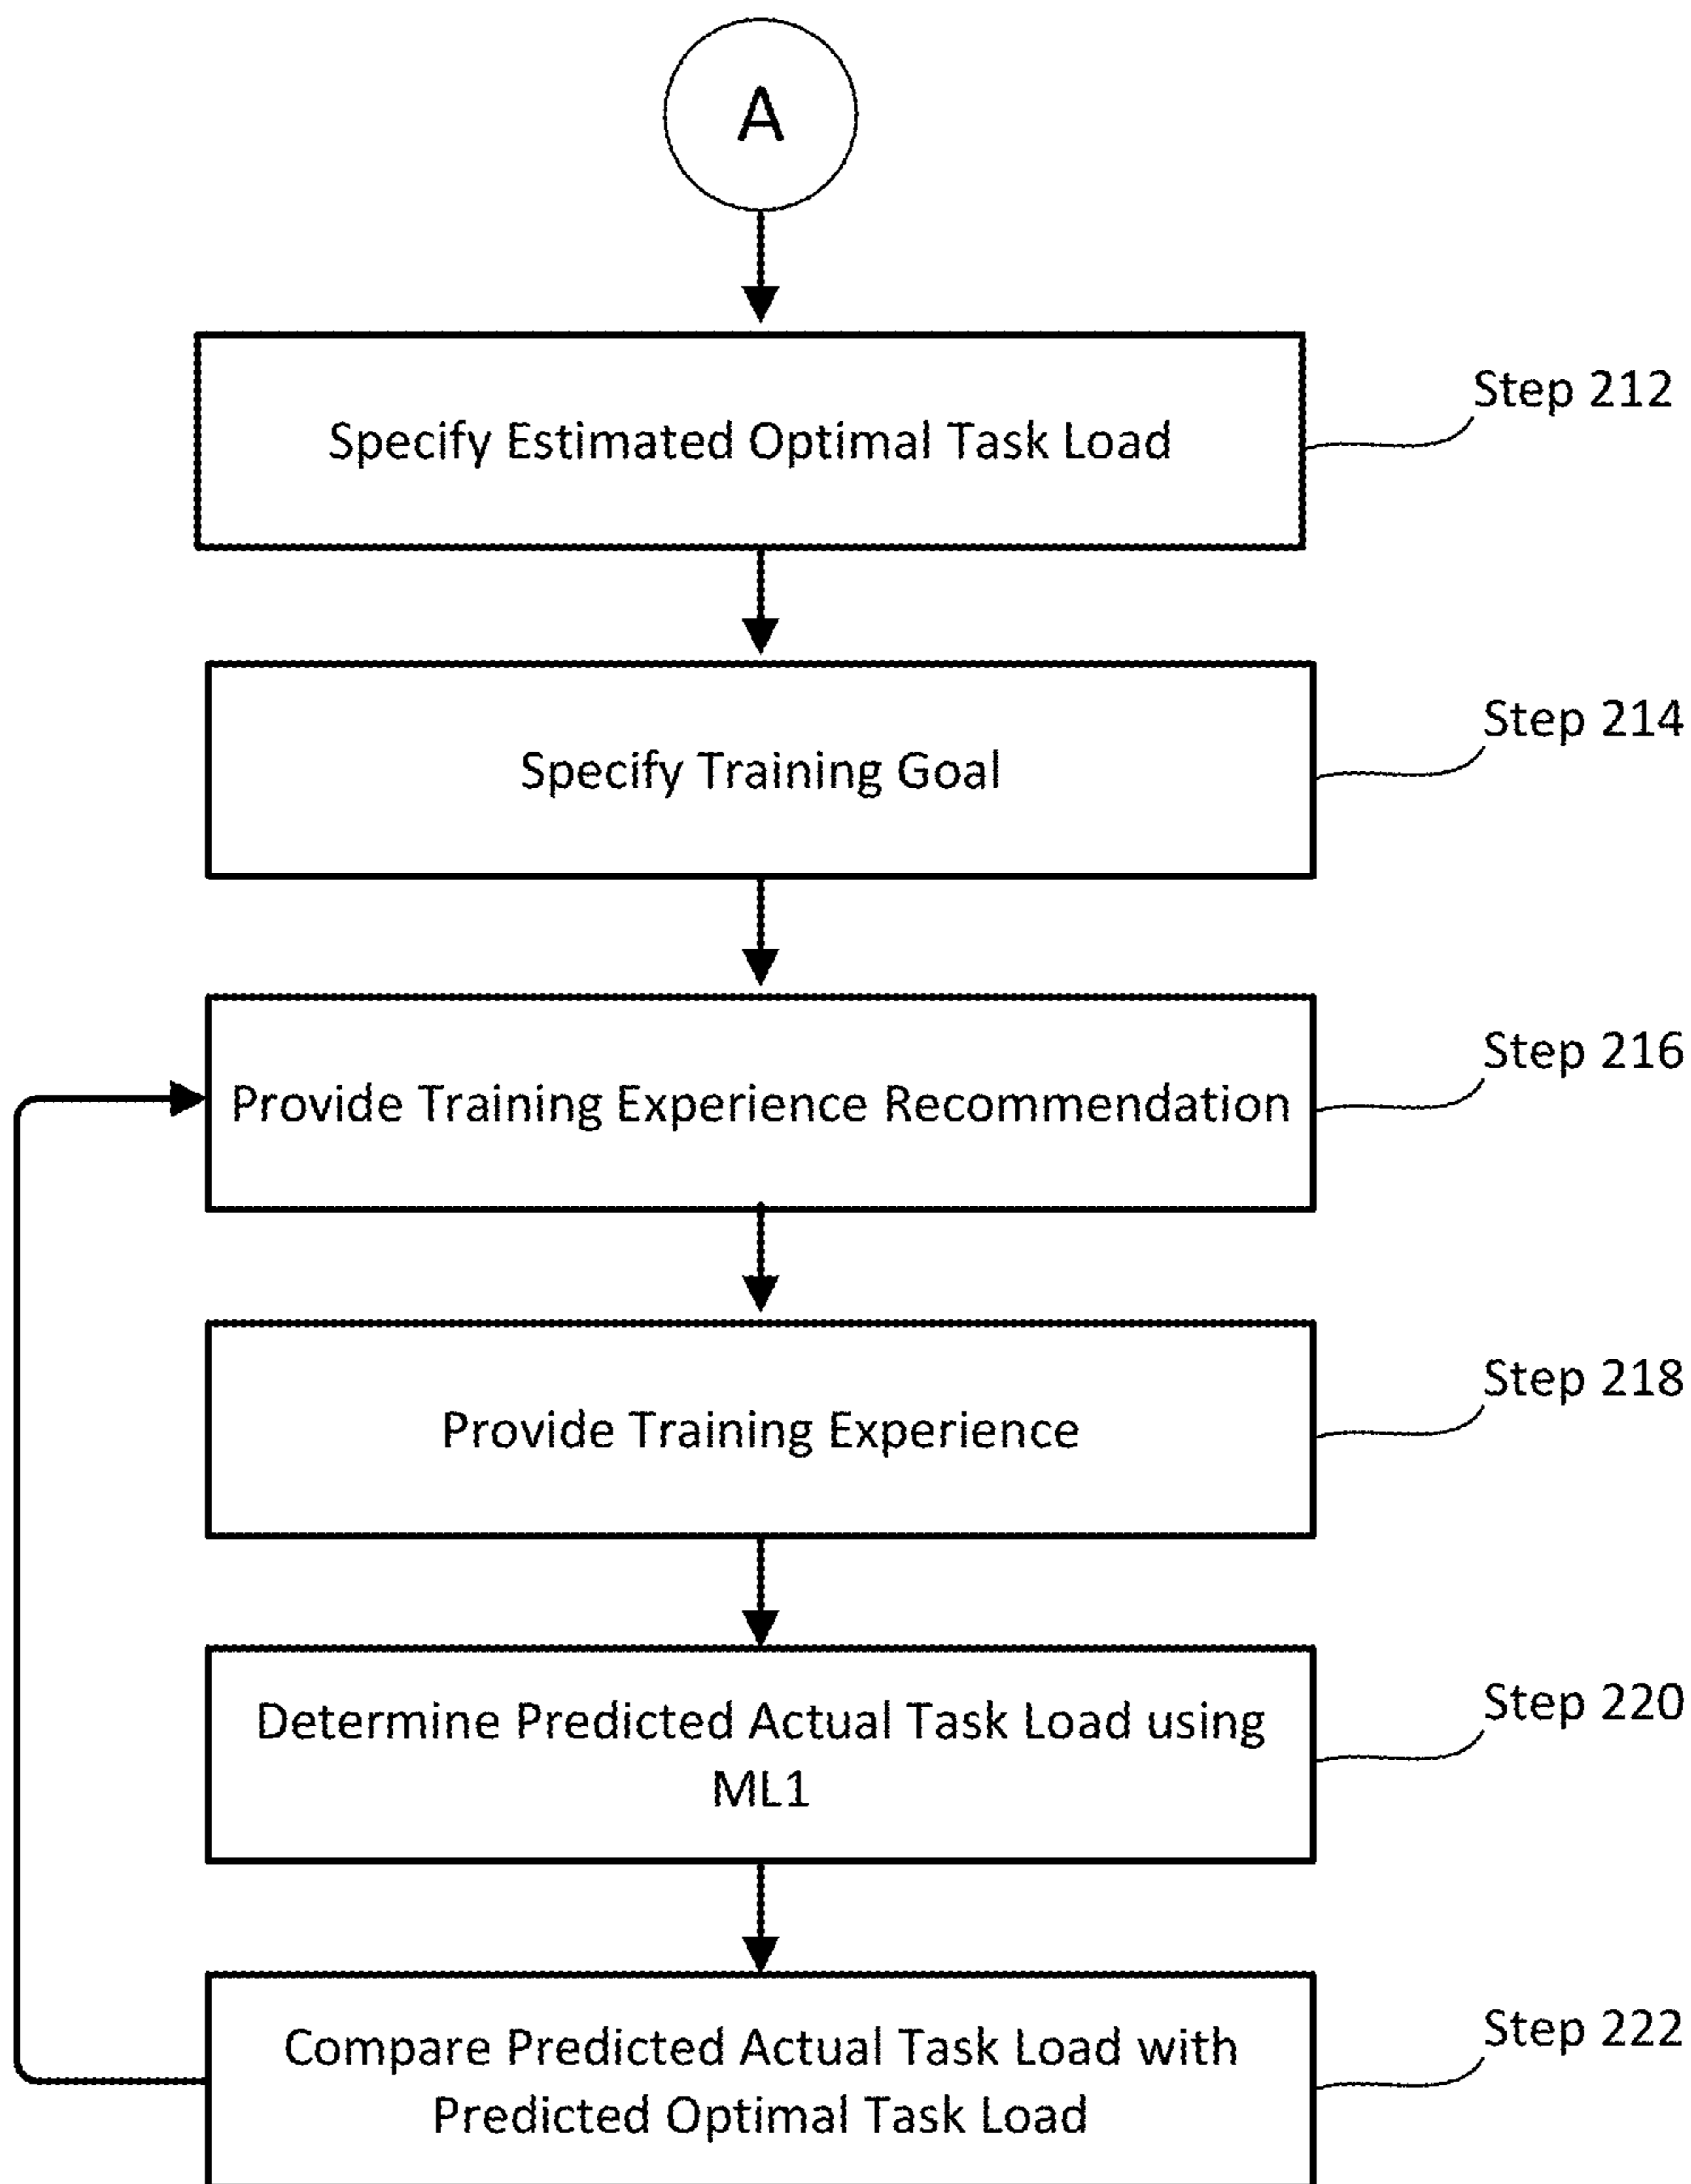 A
Specify Estimated Optimal Task Load
Step 212
Specify Training Goal
Step 214
Provide Training Experience Recommendation
Step 216
Provide Training Experience
Step 218
Determine Predicted Actual Task Load using
ML1
Step 220
Compare Predicted Actual Task Load with
Predicted Optimal Task Load
Step 222